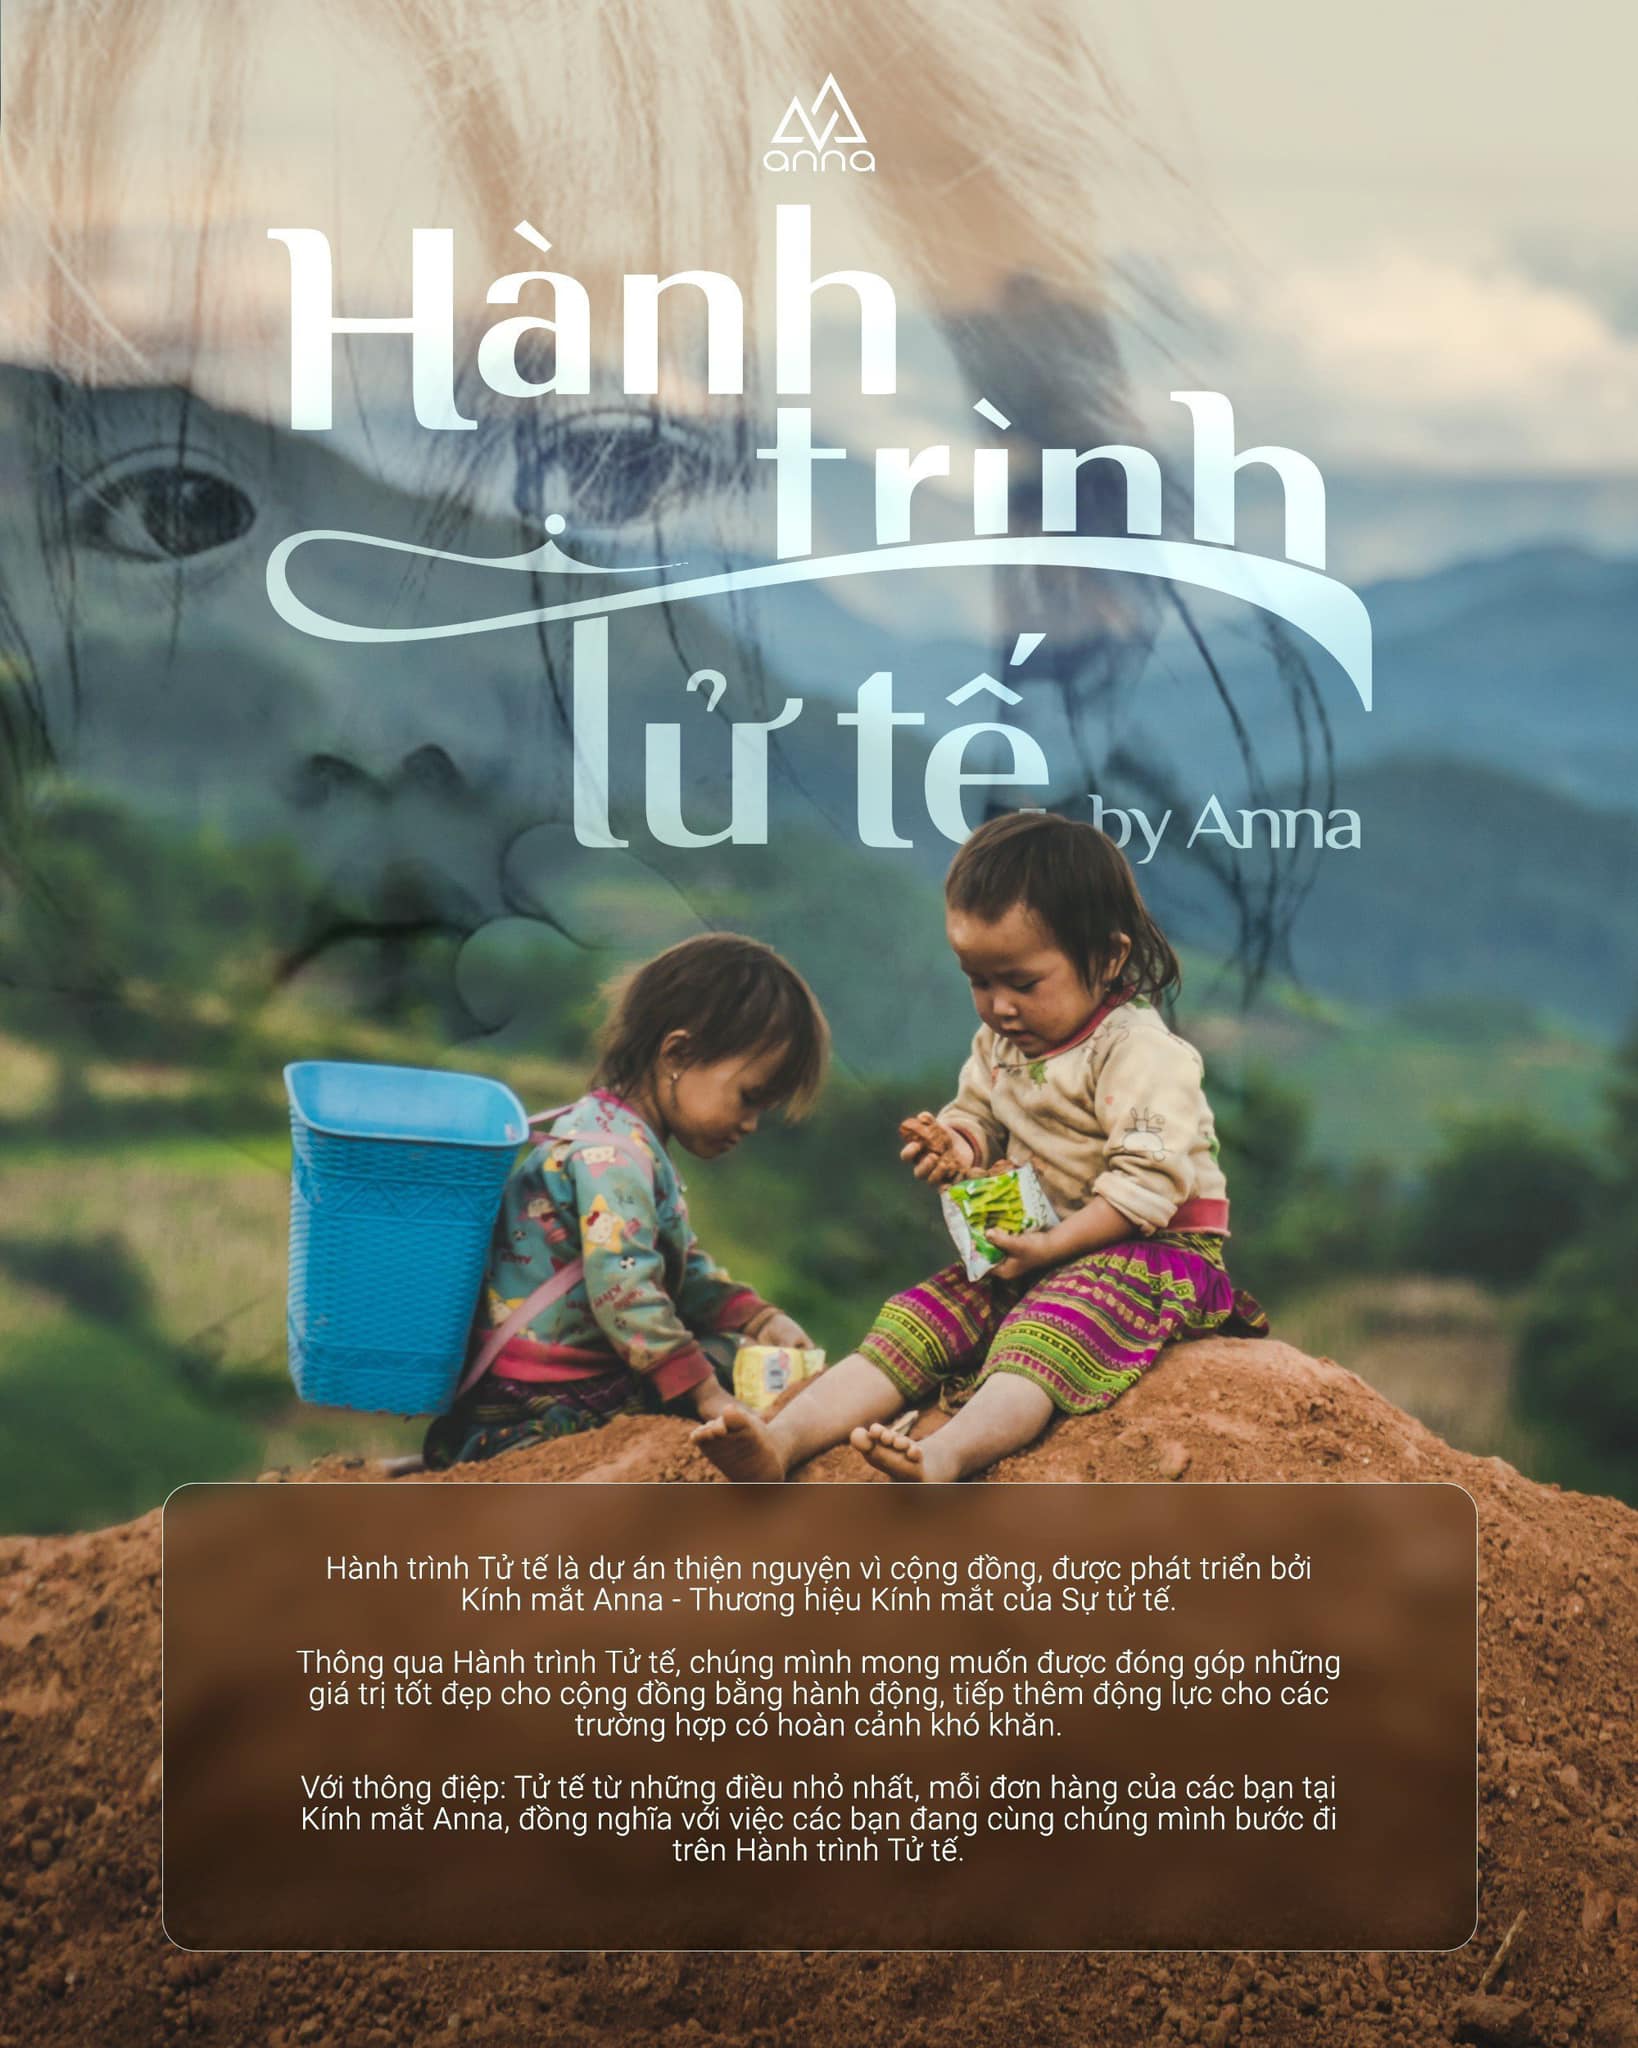 anna
Hành
trình
Tử tế
by Anna
Hành trình Tử tế là dự án thiện nguyện vì cộng đồng, được phát triển bởi
Kính mắt Anna - Thương hiệu Kính mắt của Sự tử tế.
Thông qua Hành trình Tử tế, chúng mình mong muốn được đóng góp những
giá trị tốt đẹp cho cộng đồng bằng hành động, tiếp thêm động lực cho các
trường hợp có hoàn cảnh khó khăn.
Với thông điệp: Tử tế từ những điều nhỏ nhất, mỗi đơn hàng của các bạn tại
Kính mắt Anna, đồng nghĩa với việc các bạn đang cùng chúng mình bước đi
trên Hành trình Tử tế.